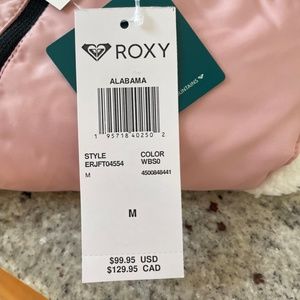 ROXY
ALABAMA
1 95718 40250 2
STYLE COLOR
ERJFT04554 WBS0
M 4500848441
M
$99.95 USD
$129.95 CAD